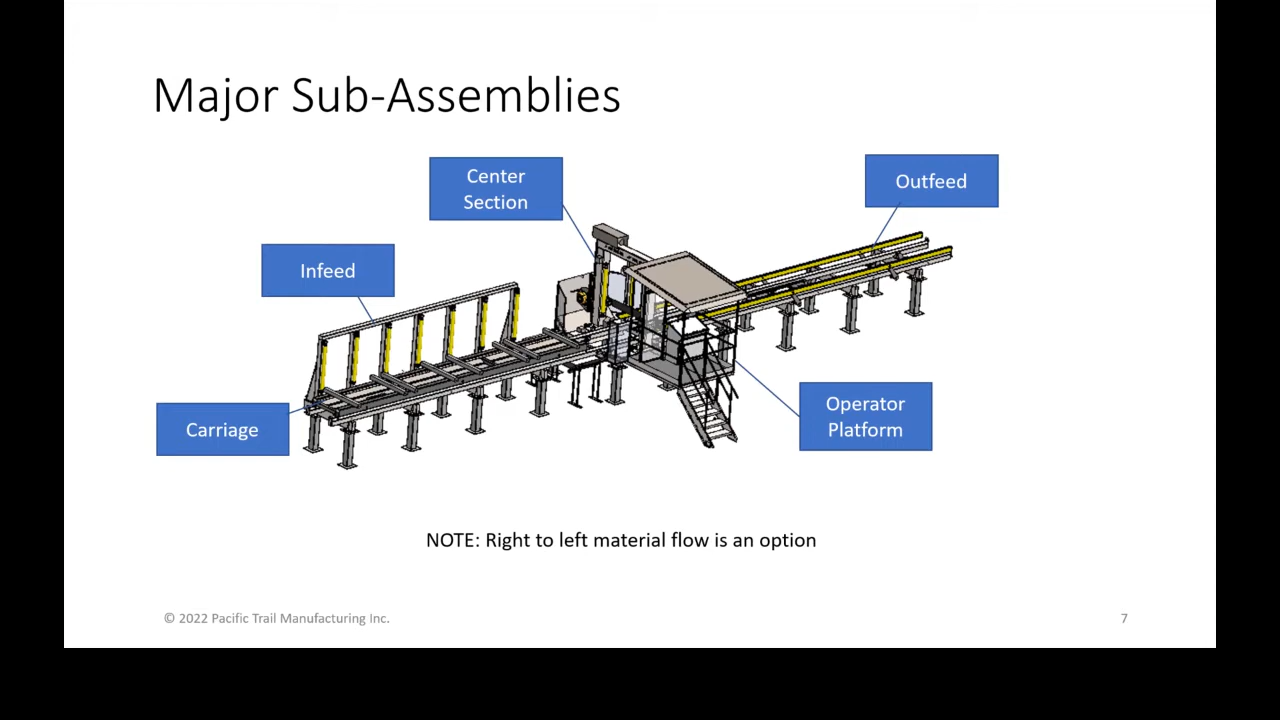 Major Sub-Assemblies
Center
Section
Outfeed
Infeed
Operator
Platform
Carriage
NOTE: Right to left material flow is an option
© 2022 Pacific Trail Manufacturing Inc.
7